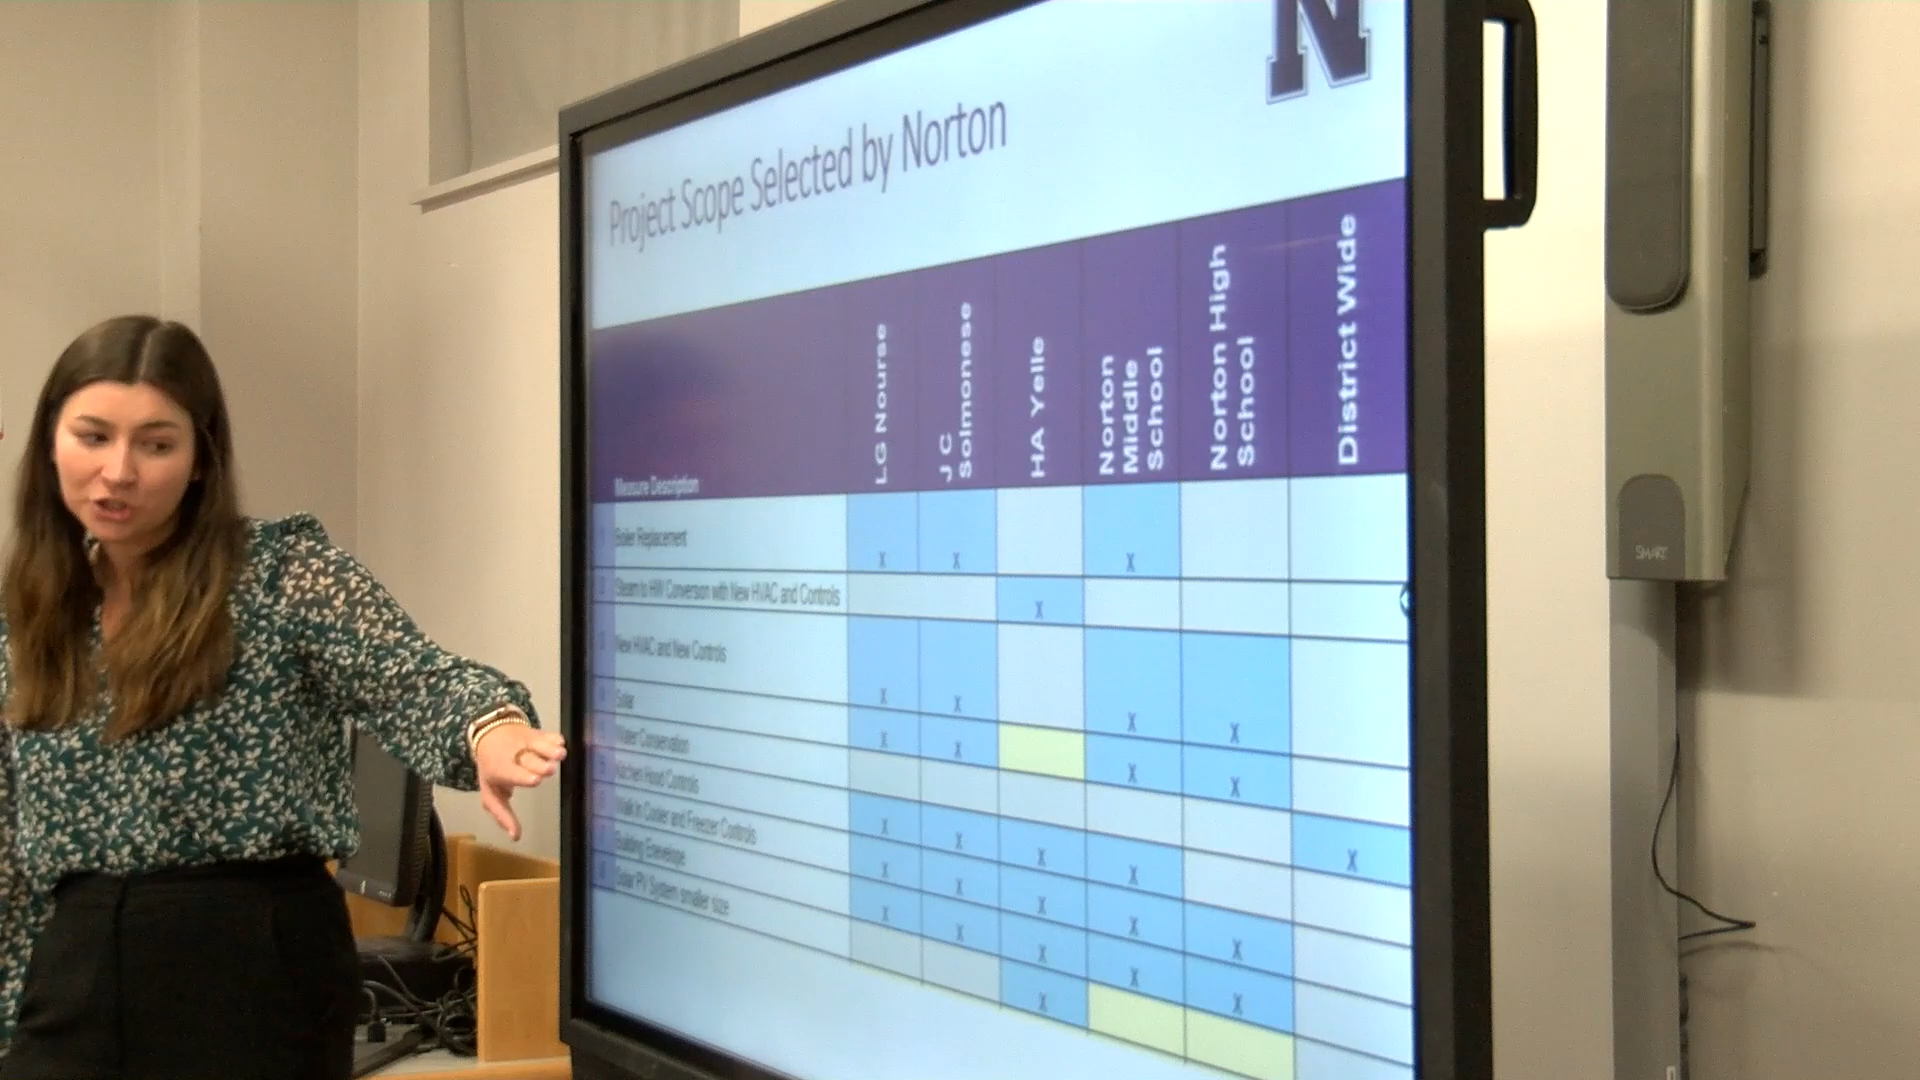 N
Project Scope Selected by Norton
Measure Description
LG Nourse
J C
Solmonese
HA Yelle
Norton
Middle
School
Norton High
School
District Wide
Boiler Replacement
X X X
Steam to HW Conversion with New HVAC and Controls
X
New HVAC and New Controls
X X X X
Solar
X X X X
Water Conservation
X
Kitchen Hood Controls
X X X X
Walk In Cooler and Freezer Controls
X X X X X
Building Enevelope
X X X X X
Solar PV System smaller size
X
SMART